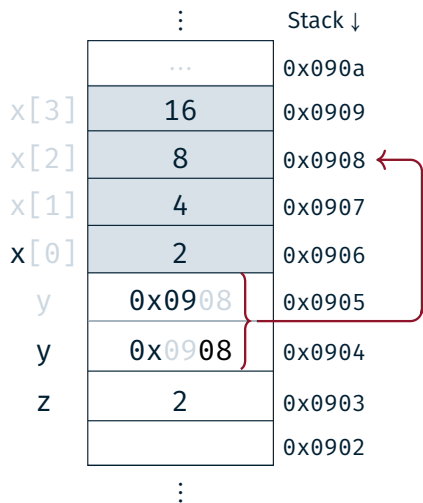 ⋮ Stack ↓
... 0x090a
x[3] 16 0x0909
x[2] 8 0x0908
x[1] 4 0x0907
x[0] 2 0x0906
y 0x0908 0x0905
y 0x0908 0x0904
z 2 0x0903
0x0902
⋮